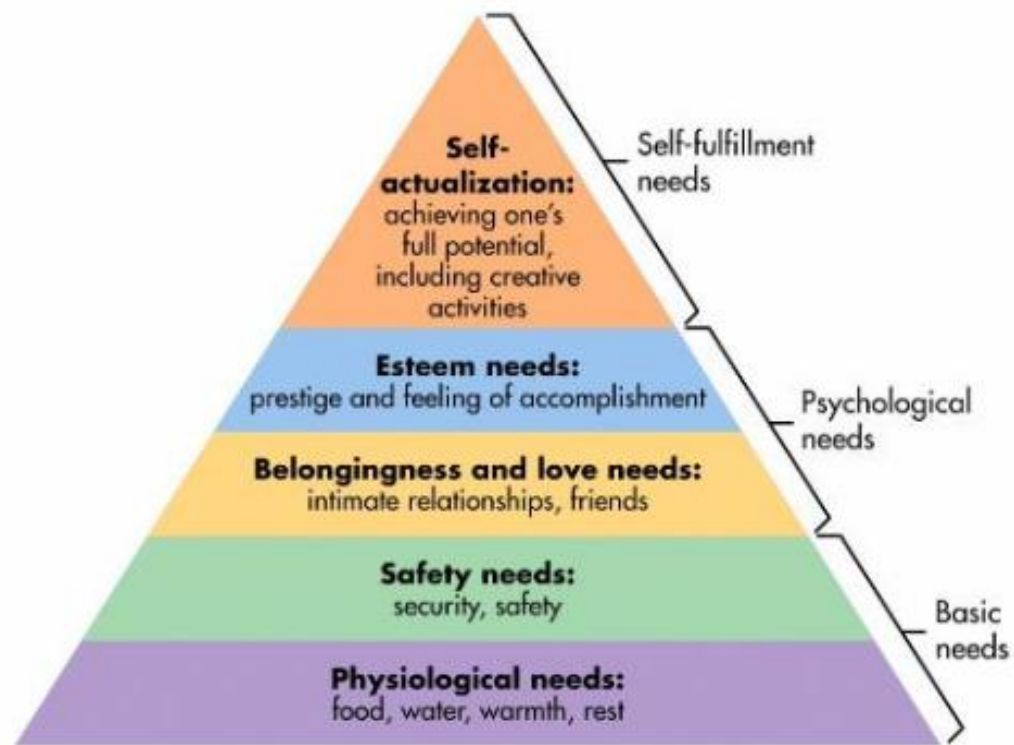 Self-
actualization:
achieving one's
full potential,
including creative
activities
Self-fulfillment
needs
Esteem needs:
prestige and feeling of accomplishment
Psychological
needs
Belongingness and love needs:
intimate relationships, friends
Safety needs:
security, safety
Basic
needs
Physiological needs:
food, water, warmth, rest